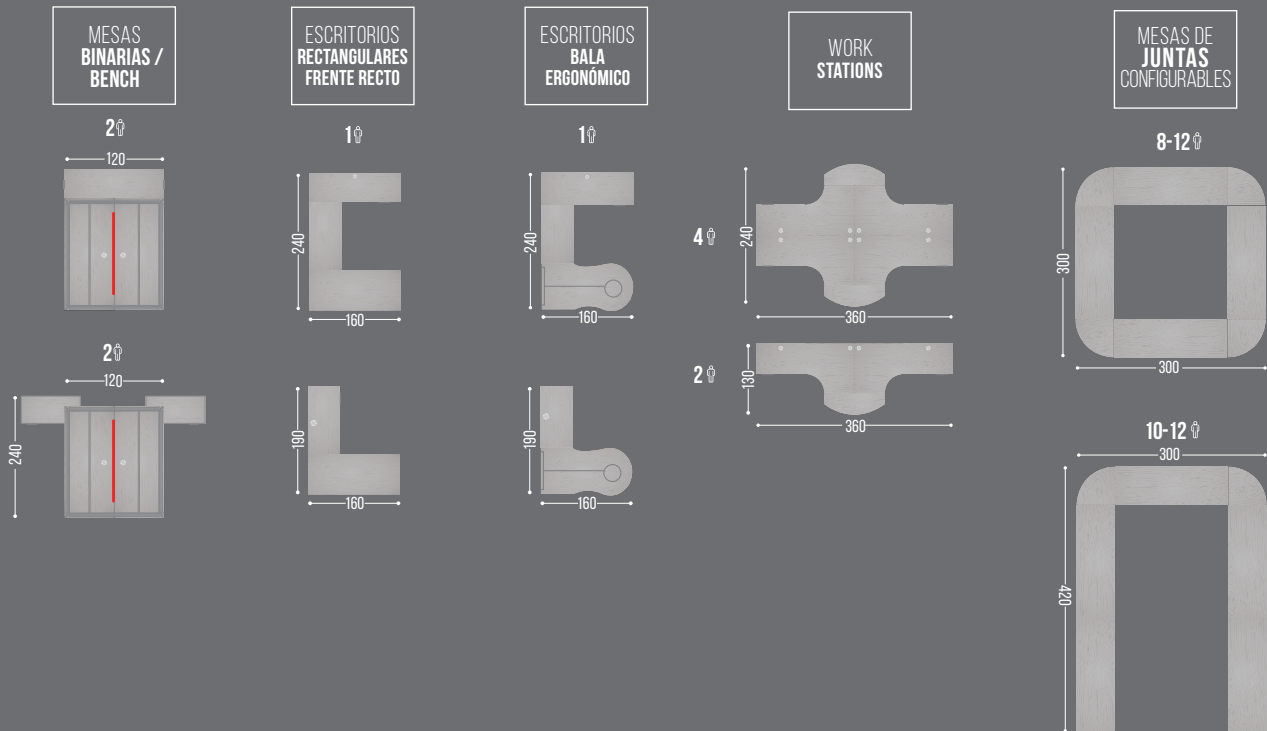 MESAS
BINARIAS /
BENCH
2
120
2
120
240
ESCRITORIOS
RECTANGULARES
FRENTE RECTO
1
240
160
190
160
ESCRITORIOS
BALA
ERGONÓMICO
1
240
160
190
160
WORK
STATIONS
4
240
360
2
130
360
MESAS DE
JUNTAS
CONFIGURABLES
8-12
300
300
10-12
300
420